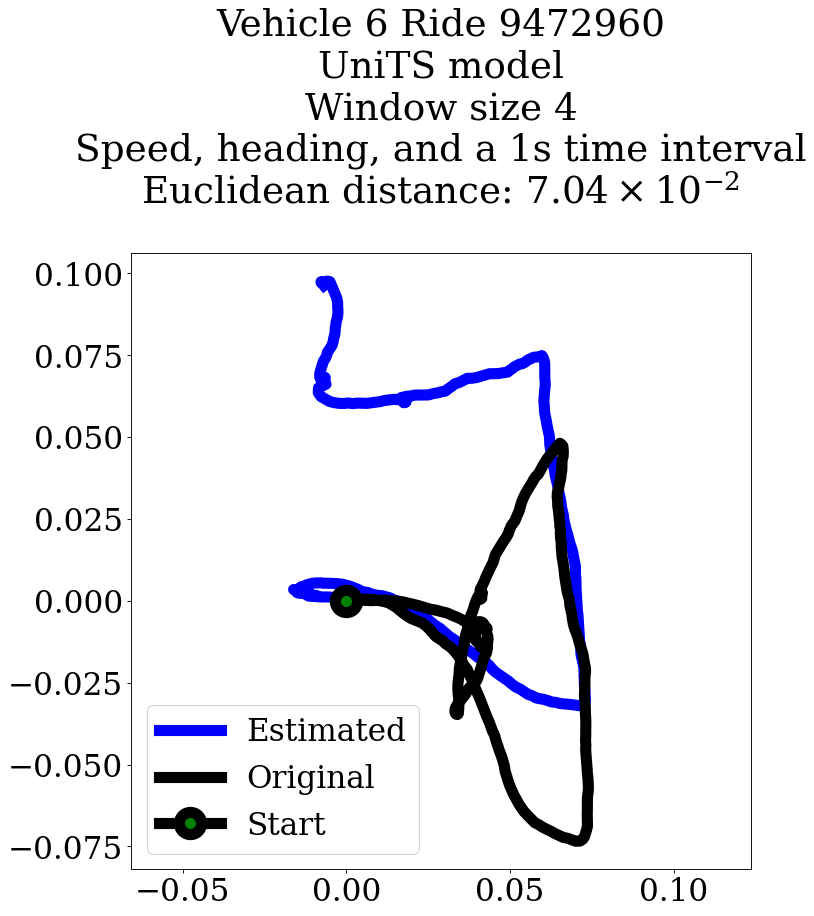 Vehicle 6 Ride 9472960
UniTS model
Window size 4
Speed, heading, and a 1s time interval
Euclidean distance: 7.04 × 10⁻²
0.100
0.075
0.050
0.025
0.000
−0.025
−0.050
−0.075
Estimated
Original
Start
−0.05 0.00 0.05 0.10